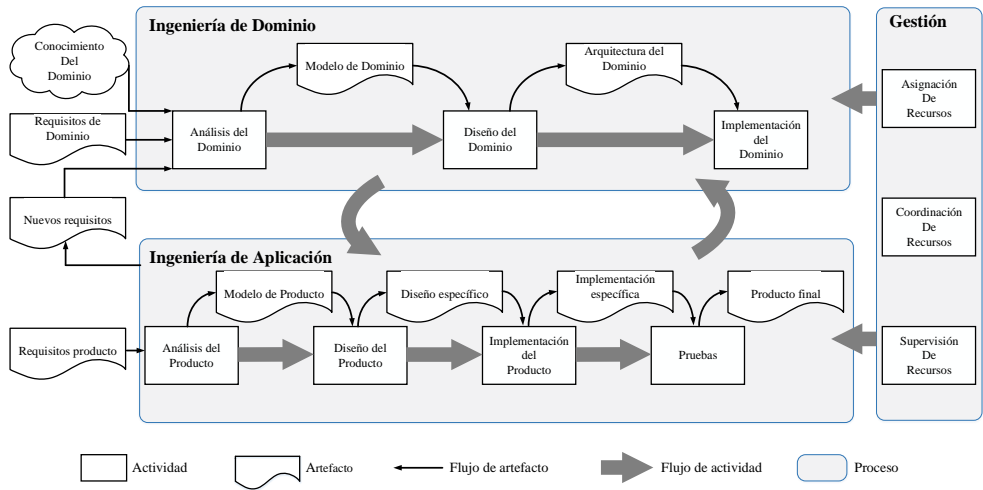 Ingeniería de Dominio
Gestión
Conocimiento
Del
Dominio
Modelo de Dominio
Arquitectura del
Dominio
Asignación
De
Recursos
Requisitos de
Dominio
Análisis del
Dominio
Diseño del
Dominio
Implementación
del
Dominio
Nuevos requisitos
Coordinación
De
Recursos
Ingeniería de Aplicación
Modelo de Producto
Diseño específico
Implementación
específica
Producto final
Requisitos producto
Análisis del
Producto
Diseño del
Producto
Implementación
del
Producto
Pruebas
Supervisión
De
Recursos
Actividad
Artefacto
Flujo de artefacto
Flujo de actividad
Proceso